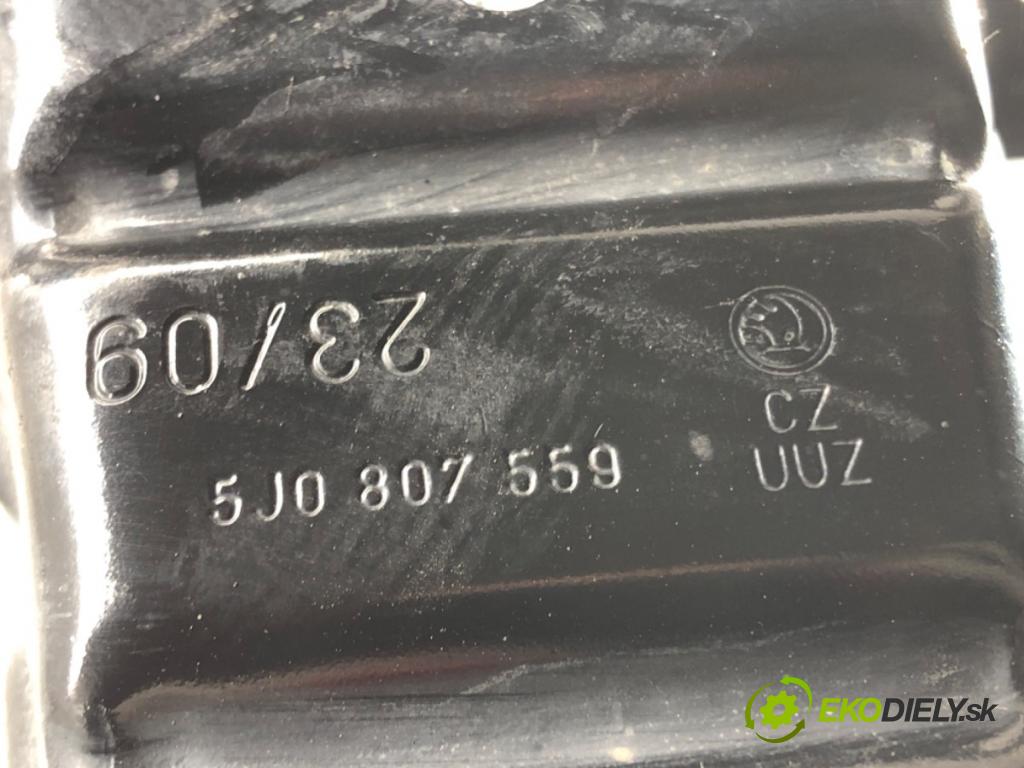 23/09
CZ
5J0 807 559 UUZ
EKODIELY.sk